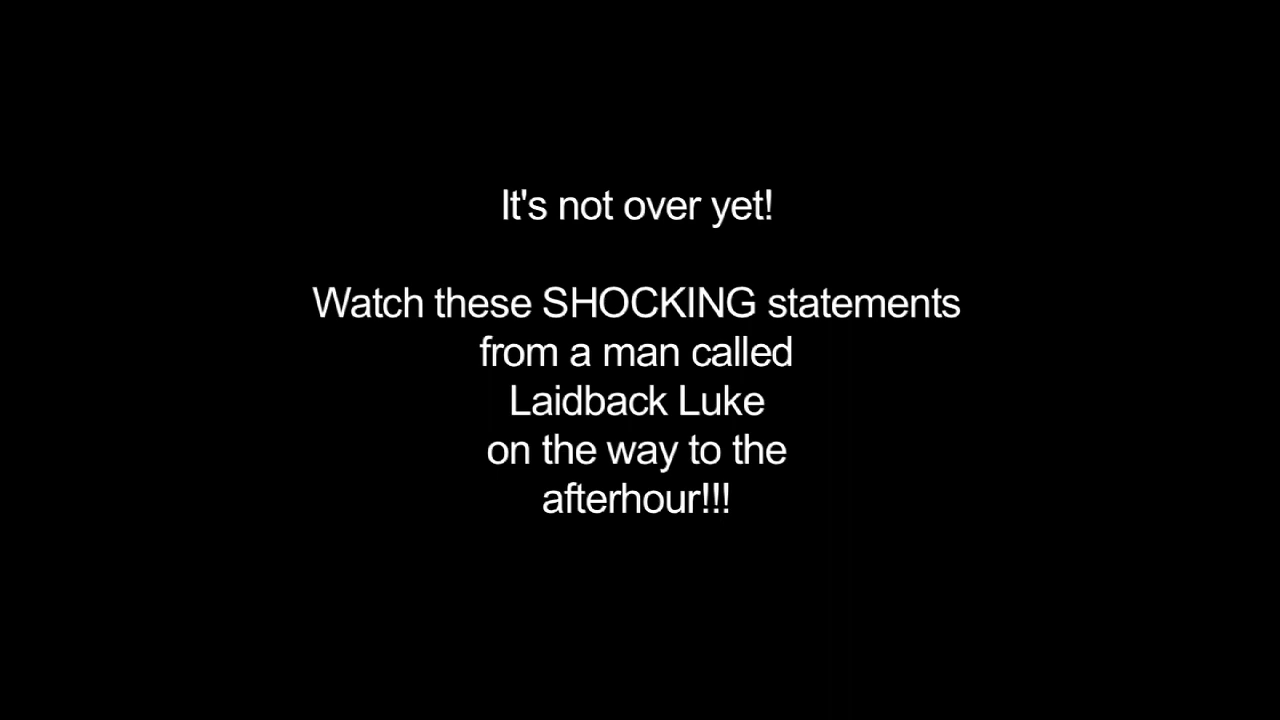 It's not over yet!
Watch these SHOCKING statements
from a man called
Laidback Luke
on the way to the
afterhour!!!